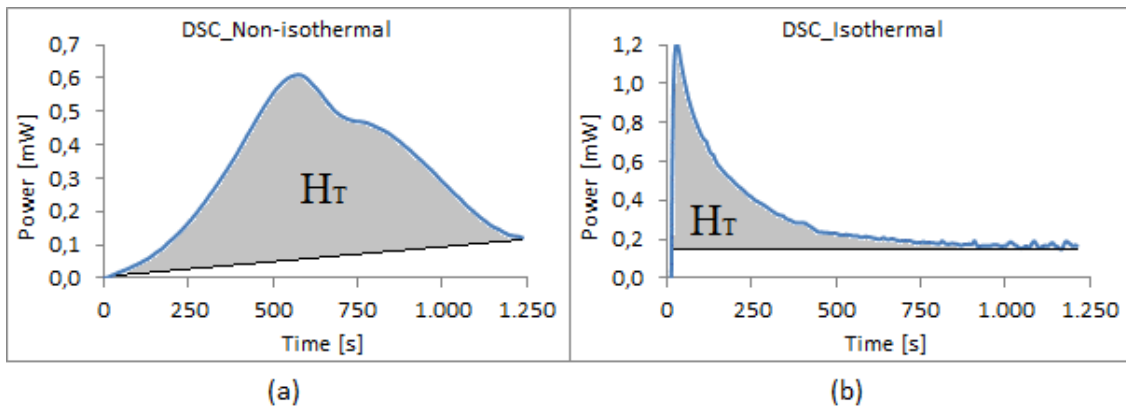 DSC_Non-isothermal
0,7
0,6
0,5
0,4
0,3
0,2
0,1
0,0
Power [mW]
HT
0 250 500 750 1.000 1.250
Time [s]
(a)
DSC_Isothermal
1,2
1,0
0,8
0,6
0,4
0,2
0,0
Power [mW]
HT
0 250 500 750 1.000 1.250
Time [s]
(b)